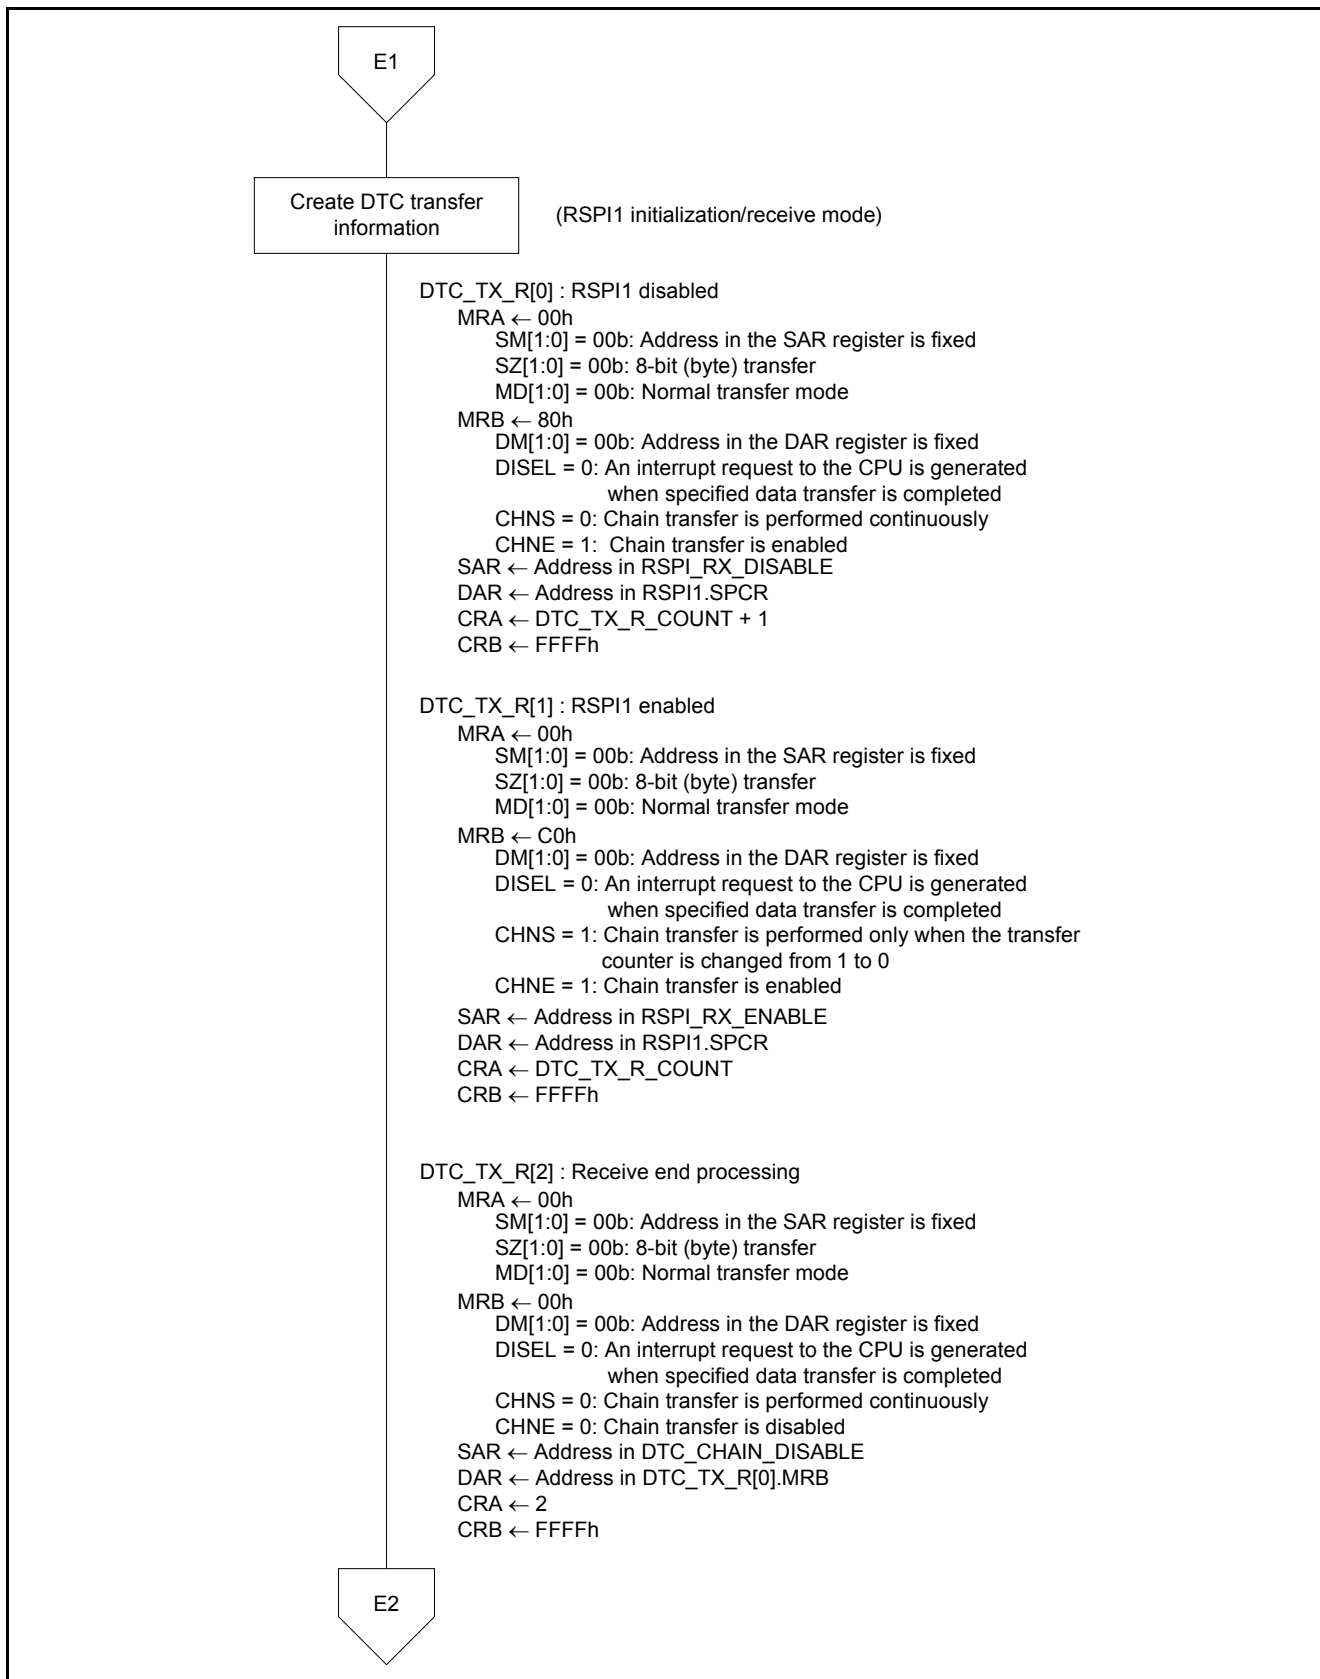 E1
Create DTC transfer
information
(RSPI1 initialization/receive mode)
DTC_TX_R[0] : RSPI1 disabled
MRA ← 00h
SM[1:0] = 00b: Address in the SAR register is fixed
SZ[1:0] = 00b: 8-bit (byte) transfer
MD[1:0] = 00b: Normal transfer mode
MRB ← 80h
DM[1:0] = 00b: Address in the DAR register is fixed
DISEL = 0: An interrupt request to the CPU is generated
when specified data transfer is completed
CHNS = 0: Chain transfer is performed continuously
CHNE = 1: Chain transfer is enabled
SAR ← Address in RSPI_RX_DISABLE
DAR ← Address in RSPI1.SPCR
CRA ← DTC_TX_R_COUNT + 1
CRB ← FFFFh
DTC_TX_R[1] : RSPI1 enabled
MRA ← 00h
SM[1:0] = 00b: Address in the SAR register is fixed
SZ[1:0] = 00b: 8-bit (byte) transfer
MD[1:0] = 00b: Normal transfer mode
MRB ← C0h
DM[1:0] = 00b: Address in the DAR register is fixed
DISEL = 0: An interrupt request to the CPU is generated
when specified data transfer is completed
CHNS = 1: Chain transfer is performed only when the transfer
counter is changed from 1 to 0
CHNE = 1: Chain transfer is enabled
SAR ← Address in RSPI_RX_ENABLE
DAR ← Address in RSPI1.SPCR
CRA ← DTC_TX_R_COUNT
CRB ← FFFFh
DTC_TX_R[2] : Receive end processing
MRA ← 00h
SM[1:0] = 00b: Address in the SAR register is fixed
SZ[1:0] = 00b: 8-bit (byte) transfer
MD[1:0] = 00b: Normal transfer mode
MRB ← 00h
DM[1:0] = 00b: Address in the DAR register is fixed
DISEL = 0: An interrupt request to the CPU is generated
when specified data transfer is completed
CHNS = 0: Chain transfer is performed continuously
CHNE = 0: Chain transfer is disabled
SAR ← Address in DTC_CHAIN_DISABLE
DAR ← Address in DTC_TX_R[0].MRB
CRA ← 2
CRB ← FFFFh
E2